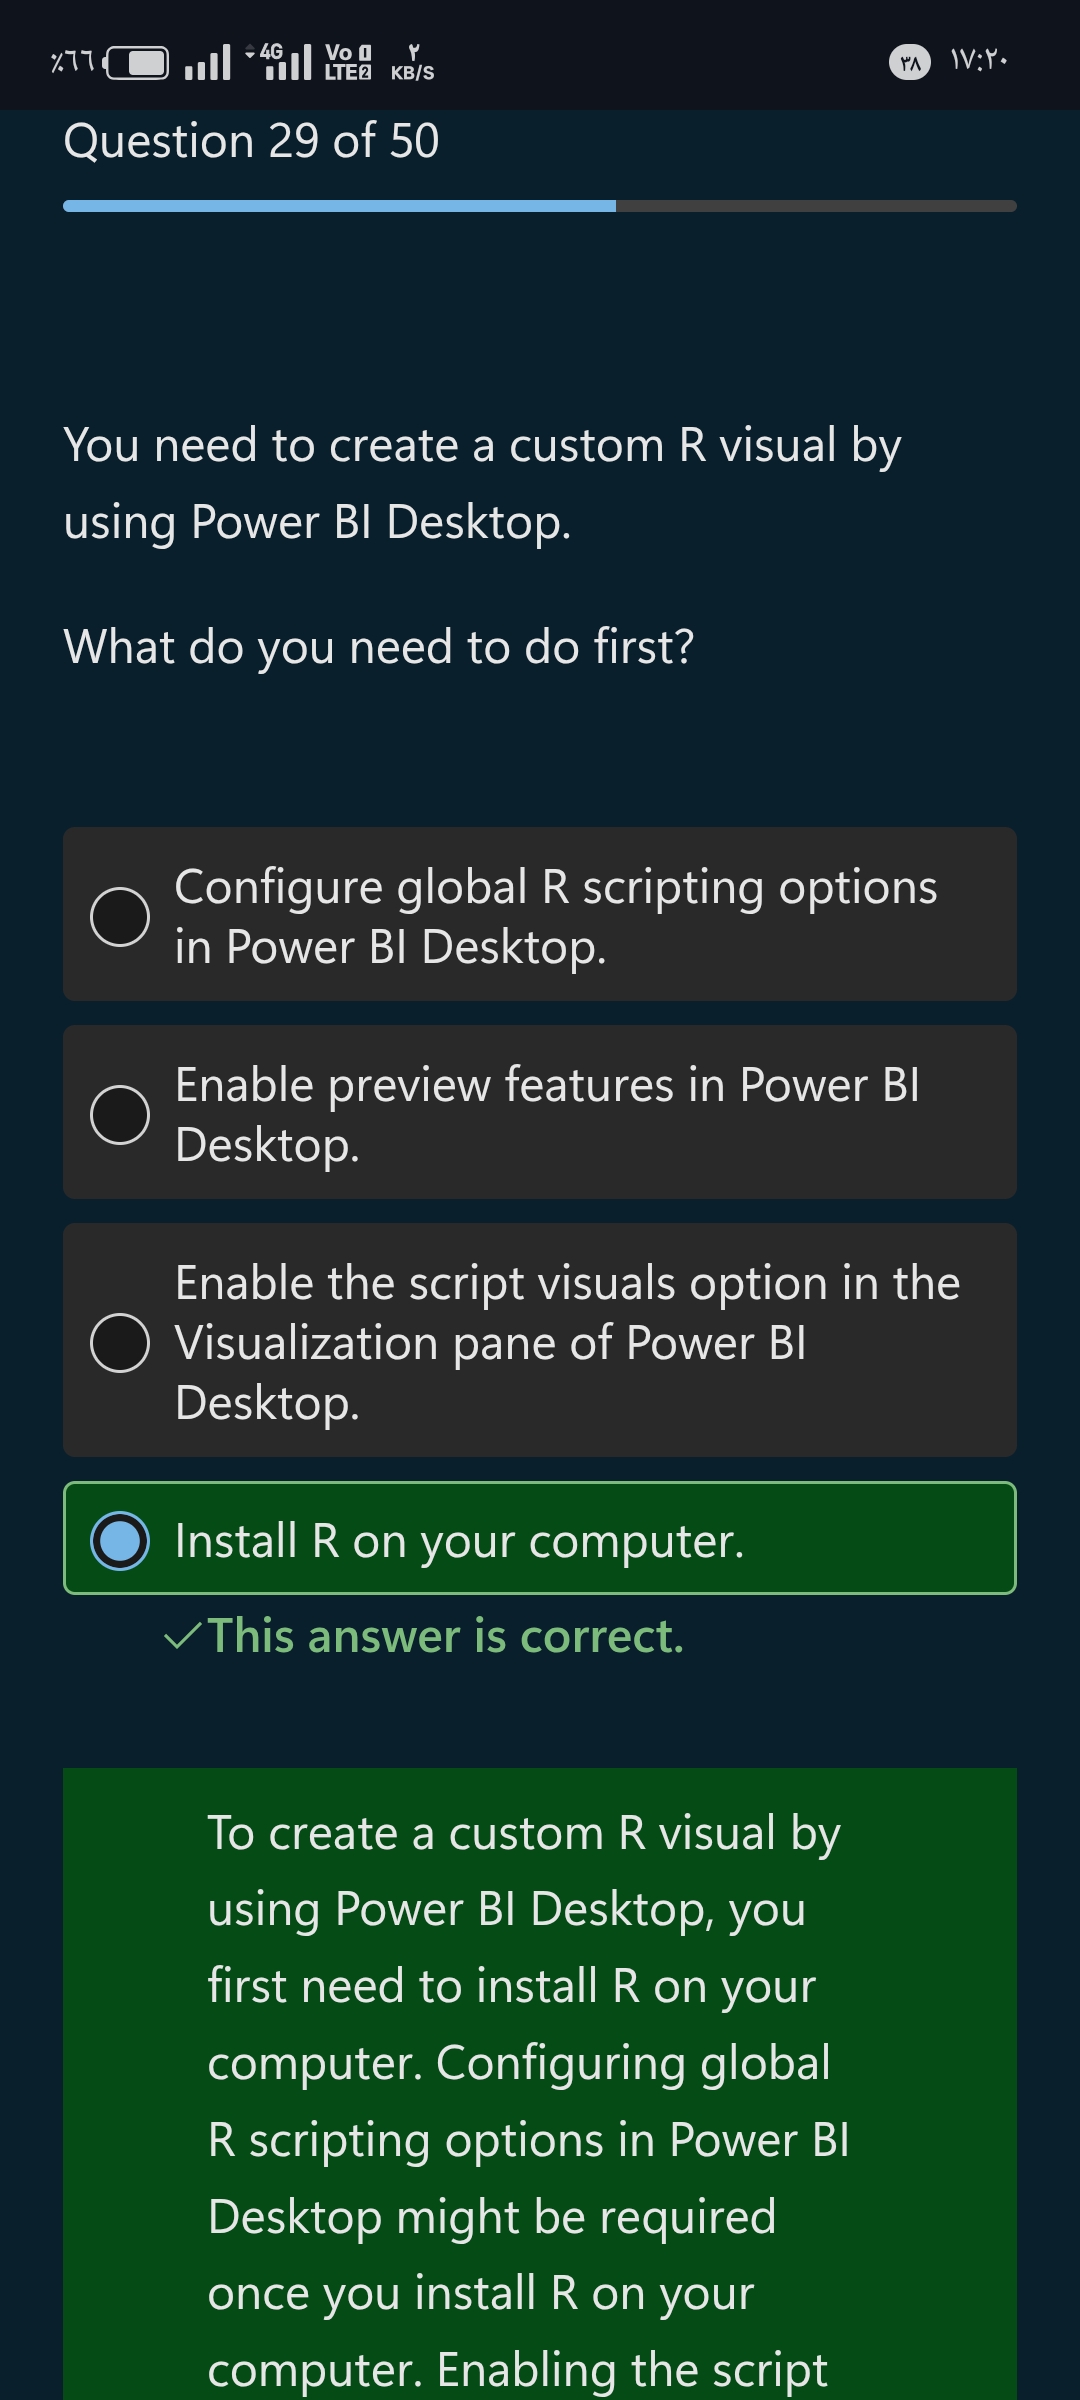 ٪٦٦ 4G Vo 1 LTE 2 ٢ KB/S ٣٨ ١٧:٢٠
Question 29 of 50
You need to create a custom R visual by
using Power BI Desktop.
What do you need to do first?
Configure global R scripting options
in Power BI Desktop.
Enable preview features in Power BI
Desktop.
Enable the script visuals option in the
Visualization pane of Power BI
Desktop.
Install R on your computer.
This answer is correct.
To create a custom R visual by
using Power BI Desktop, you
first need to install R on your
computer. Configuring global
R scripting options in Power BI
Desktop might be required
once you install R on your
computer. Enabling the script